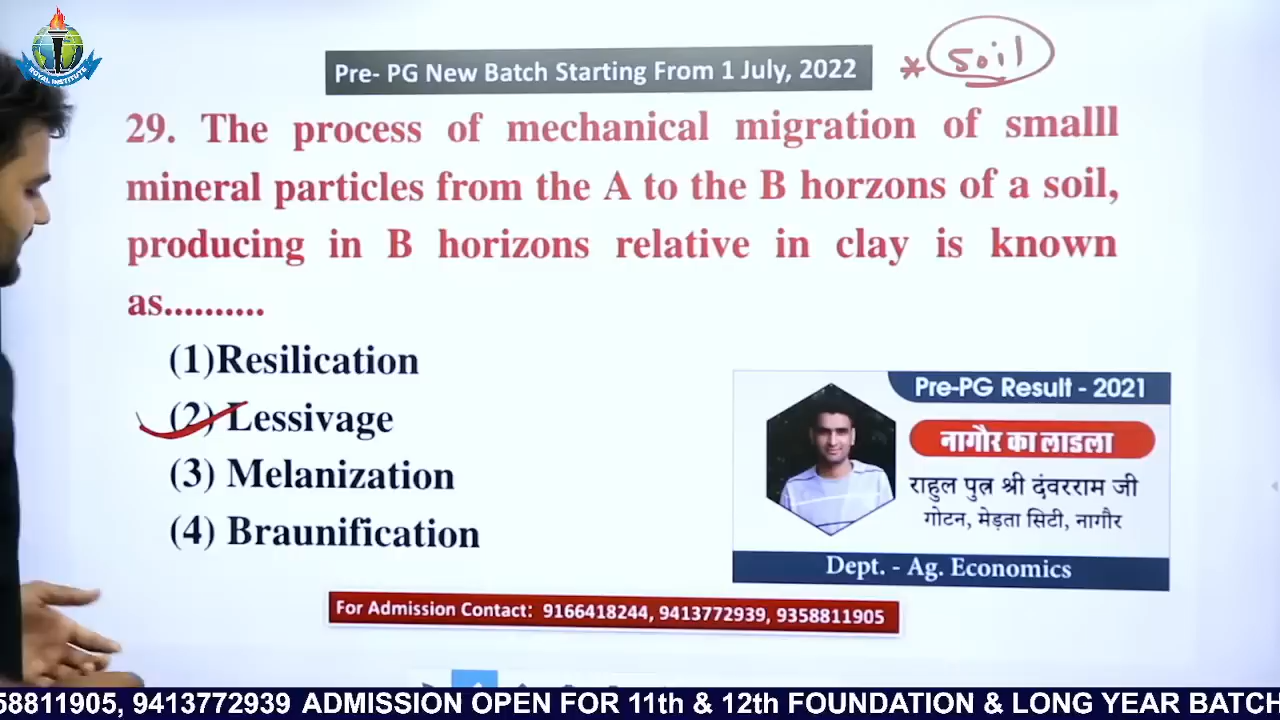 ROYAL INSTITUTE
Pre- PG New Batch Starting From 1 July, 2022
* Soil
29. The process of mechanical migration of smalll
mineral particles from the A to the B horzons of a soil,
producing in B horizons relative in clay is known
as..........
(1)Resilication
(2) Lessivage
(3) Melanization
(4) Braunification
Pre-PG Result - 2021
नागौर का लाडला
राहुल पुत्र श्री दंवरराम जी
गोटन, मेड़ता सिटी, नागौर
Dept. - Ag. Economics
For Admission Contact: 9166418244, 9413772939, 9358811905
58811905, 9413772939 ADMISSION OPEN FOR 11th & 12th FOUNDATION & LONG YEAR BATCH